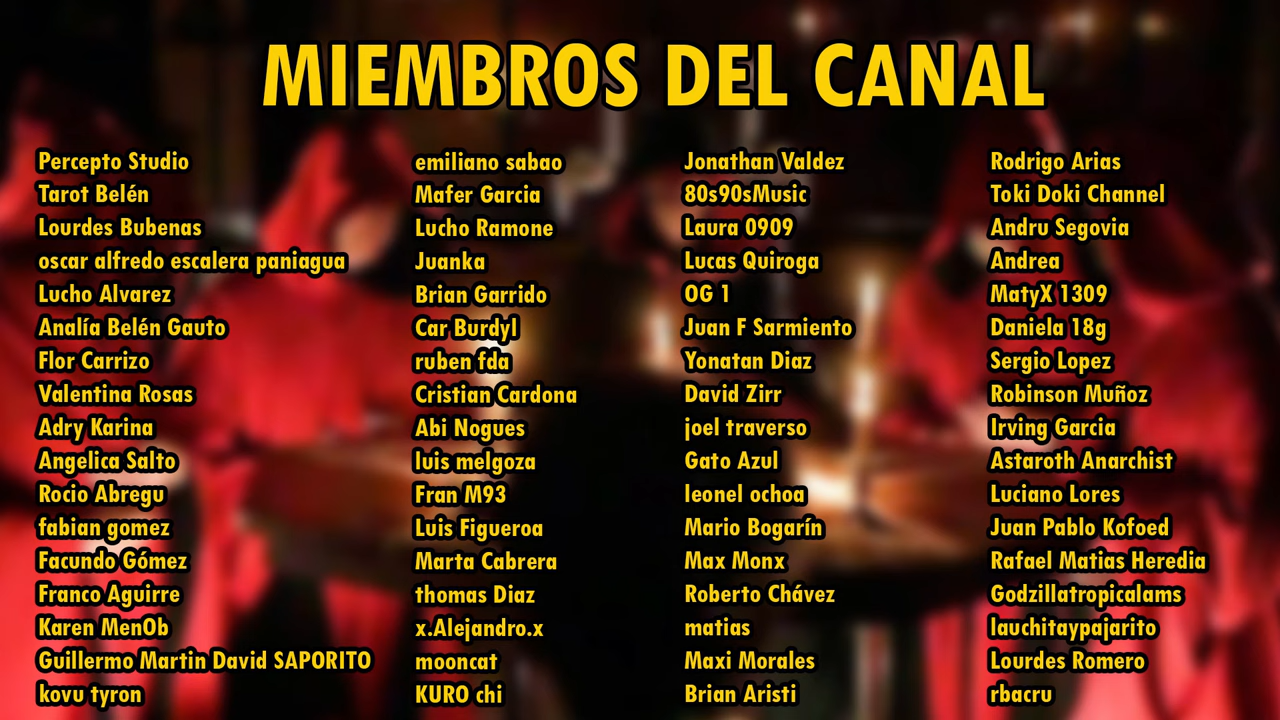 MIEMBROS DEL CANAL
Percepto Studio
Tarot Belén
Lourdes Bubenas
oscar alfredo escalera paniagua
Lucho Alvarez
Analía Belén Gauto
Flor Carrizo
Valentina Rosas
Adry Karina
Angelica Salto
Rocio Abregu
fabian gomez
Facundo Gómez
Franco Aguirre
Karen MenOb
Guillermo Martin David SAPORITO
kovu tyron
emiliano sabao
Mafer Garcia
Lucho Ramone
Juanka
Brian Garrido
Car Burdyl
ruben fda
Cristian Cardona
Abi Nogues
luis melgoza
Fran M93
Luis Figueroa
Marta Cabrera
thomas Diaz
x.Alejandro.x
mooncat
KURO chi
Jonathan Valdez
80s90sMusic
Laura 0909
Lucas Quiroga
OG 1
Juan F Sarmiento
Yonatan Diaz
David Zirr
joel traverso
Gato Azul
leonel ochoa
Mario Bogarín
Max Monx
Roberto Chávez
matias
Maxi Morales
Brian Aristi
Rodrigo Arias
Toki Doki Channel
Andru Segovia
Andrea
MatyX 1309
Daniela 18g
Sergio Lopez
Robinson Muñoz
Irving Garcia
Astaroth Anarchist
Luciano Lores
Juan Pablo Kofoed
Rafael Matias Heredia
Godzillatropicalams
lauchitaypajarito
Lourdes Romero
rbacru